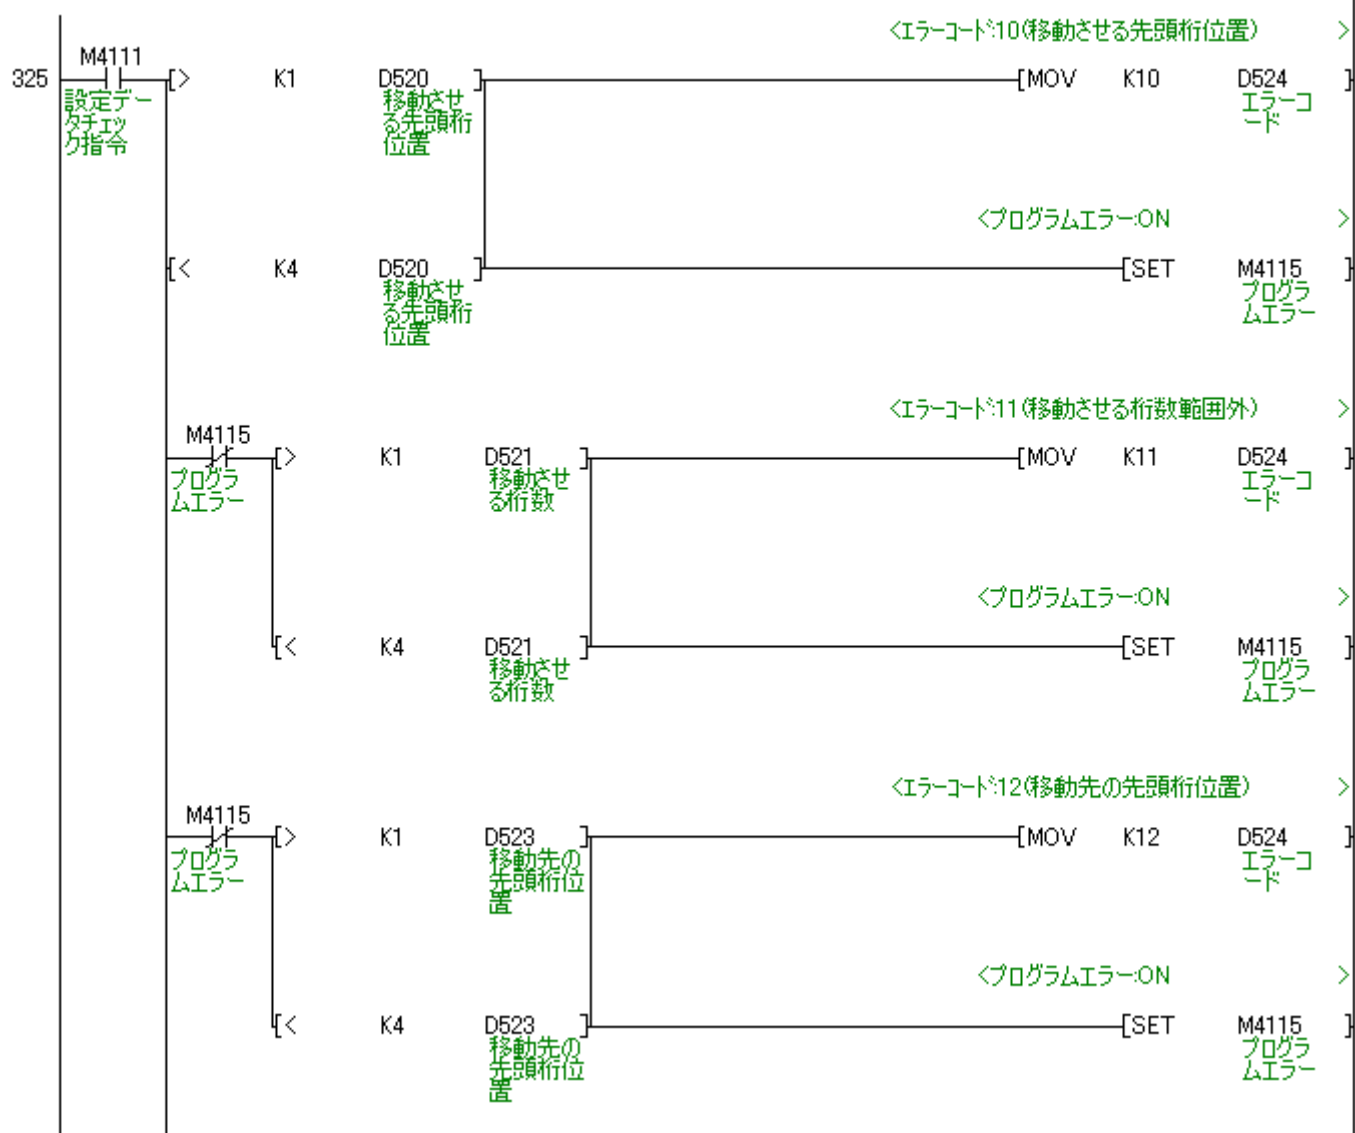 <エラーコード:10(移動させる先頭桁位置) >
M4111
325 [> K1 D520 ] [MOV K10 D524 ]
設定デー
タチェッ
ク指令
移動させ
る先頭桁
位置
エラーコ
ード
<プログラムエラー:ON >
[< K4 D520 ] [SET M4115 ]
移動させ
る先頭桁
位置
プログラ
ムエラー
<エラーコード:11(移動させる桁数範囲外) >
M4115
[> K1 D521 ] [MOV K11 D524 ]
プログラ
ムエラー
移動させ
る桁数
エラーコ
ード
<プログラムエラー:ON >
[< K4 D521 ] [SET M4115 ]
移動させ
る桁数
プログラ
ムエラー
<エラーコード:12(移動先の先頭桁位置) >
M4115
[> K1 D523 ] [MOV K12 D524 ]
プログラ
ムエラー
移動先の
先頭桁位
置
エラーコ
ード
<プログラムエラー:ON >
[< K4 D523 ] [SET M4115 ]
移動先の
先頭桁位
置
プログラ
ムエラー